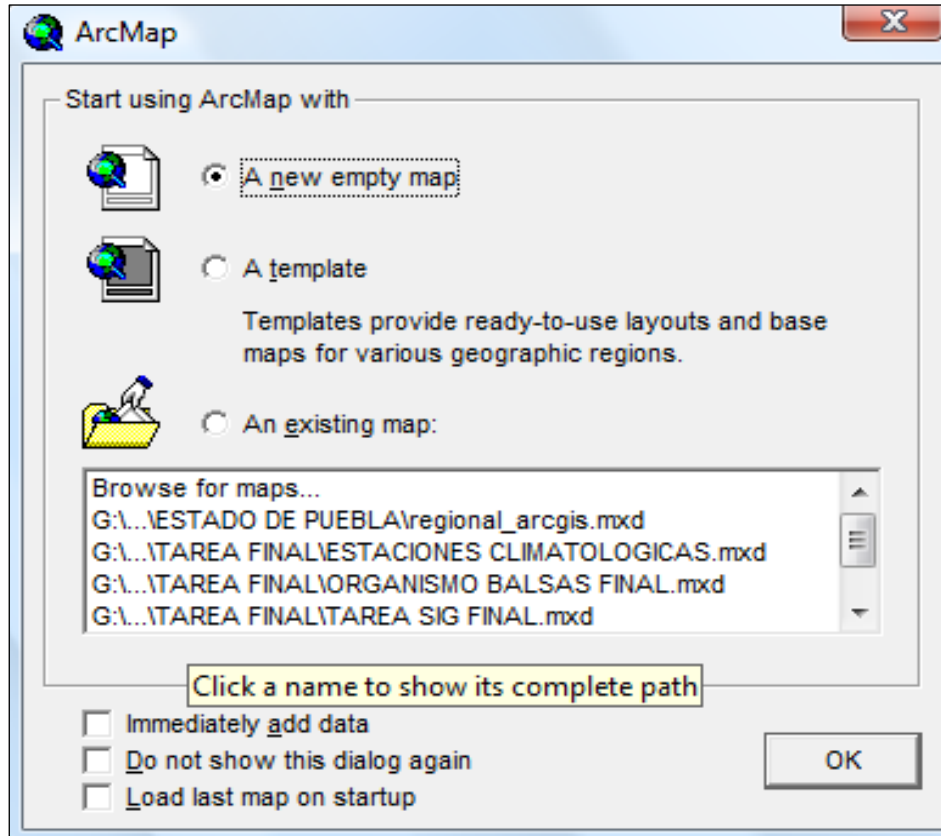 ArcMap
Start using ArcMap with
A new empty map
A template
Templates provide ready-to-use layouts and base
maps for various geographic regions.
An existing map:
Browse for maps...
G:\...\ESTADO DE PUEBLA\regional_arcgis.mxd
G:\...\TAREA FINAL\ESTACIONES CLIMATOLOGICAS.mxd
G:\...\TAREA FINAL\ORGANISMO BALSAS FINAL.mxd
G:\...\TAREA FINAL\TAREA SIG FINAL.mxd
Click a name to show its complete path
Immediately add data
Do not show this dialog again
Load last map on startup
OK